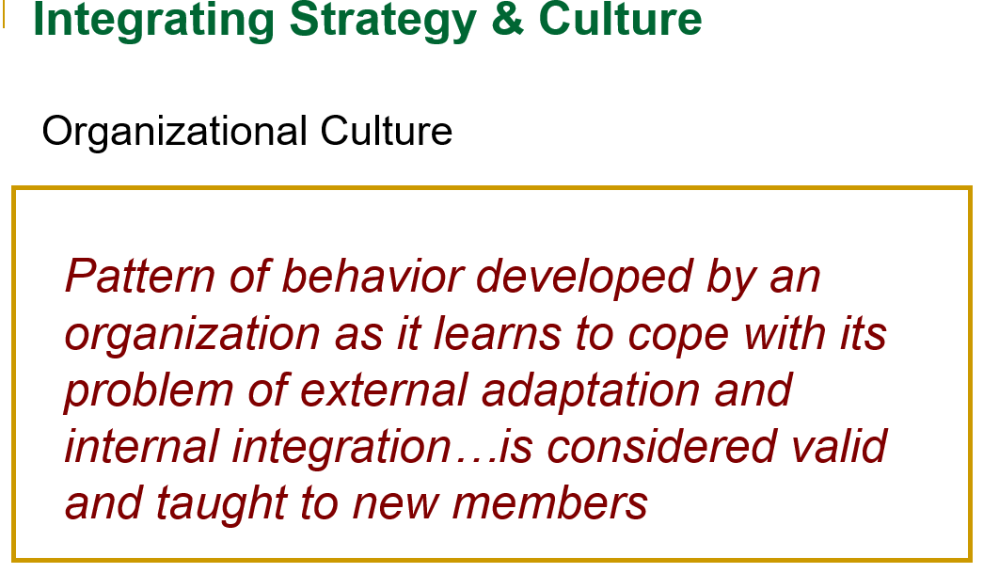 Integrating Strategy & Culture
Organizational Culture
Pattern of behavior developed by an
organization as it learns to cope with its
problem of external adaptation and
internal integration…is considered valid
and taught to new members